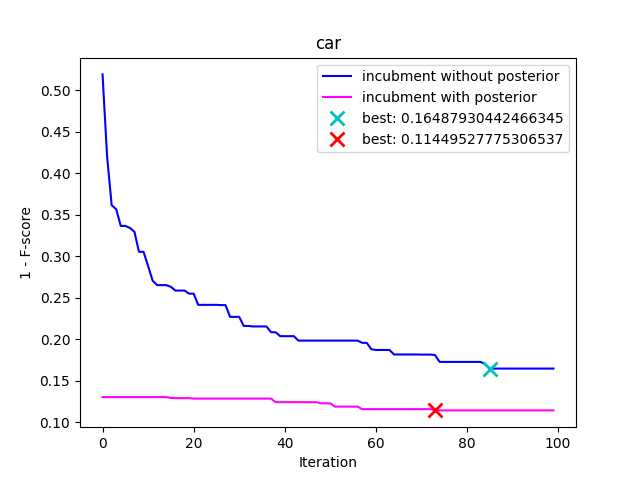 car
incubment without posterior
incubment with posterior
best: 0.16487930442466345
best: 0.11449527775306537
1 - F-score
0.50
0.45
0.40
0.35
0.30
0.25
0.20
0.15
0.10
0 20 40 60 80 100
Iteration